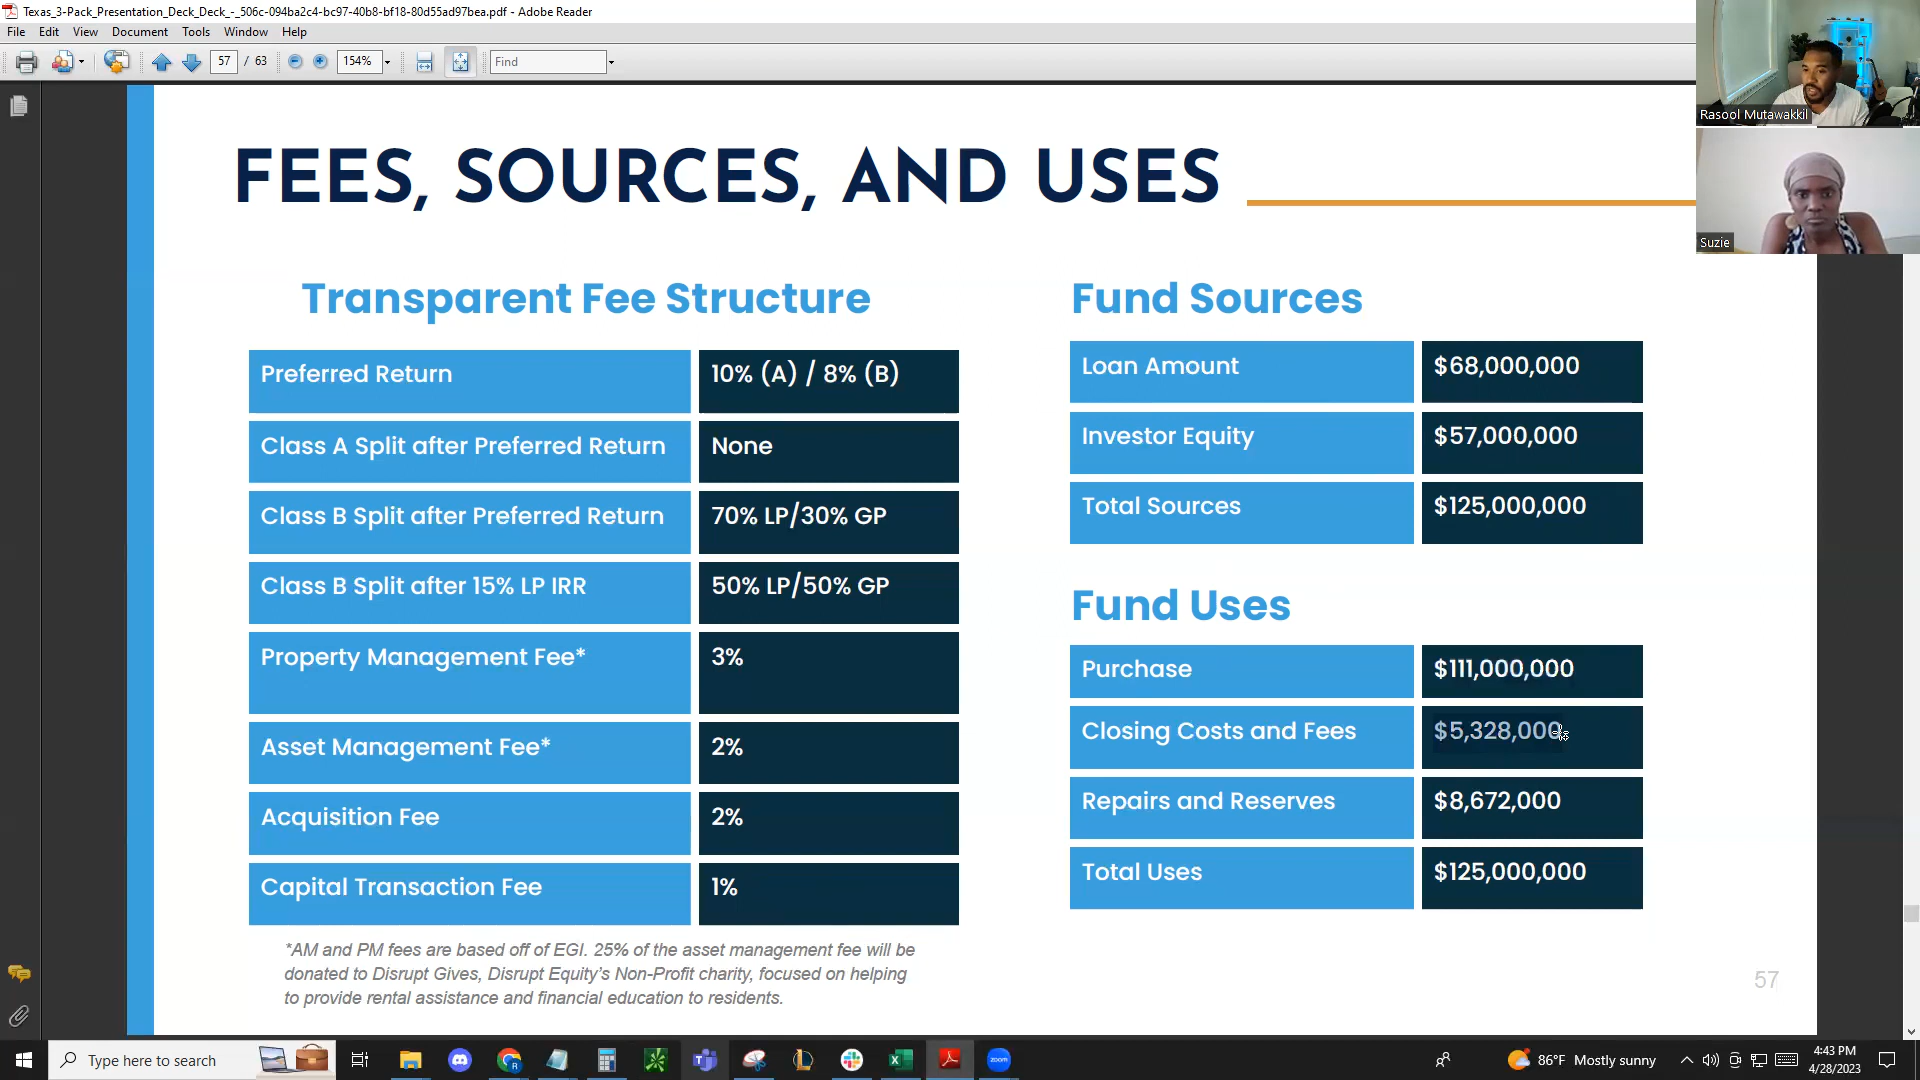 Texas_3-Pack_Presentation_Deck_Deck_-_506c-094ba2c4-bc97-40b8-bf18-80d55ad97bea.pdf - Adobe Reader
File Edit View Document Tools Window Help
57 / 63 154% Find
Rasool Mutawakkil
Suzie
FEES, SOURCES, AND USES
Transparent Fee Structure
Preferred Return 10% (A) / 8% (B)
Class A Split after Preferred Return None
Class B Split after Preferred Return 70% LP/30% GP
Class B Split after 15% LP IRR 50% LP/50% GP
Property Management Fee* 3%
Asset Management Fee* 2%
Acquisition Fee 2%
Capital Transaction Fee 1%
*AM and PM fees are based off of EGI. 25% of the asset management fee will be
donated to Disrupt Gives, Disrupt Equity's Non-Profit charity, focused on helping
to provide rental assistance and financial education to residents.
Fund Sources
Loan Amount $68,000,000
Investor Equity $57,000,000
Total Sources $125,000,000
Fund Uses
Purchase $111,000,000
Closing Costs and Fees $5,328,000
Repairs and Reserves $8,672,000
Total Uses $125,000,000
57
Type here to search
zoom
86°F Mostly sunny
4:43 PM
4/28/2023